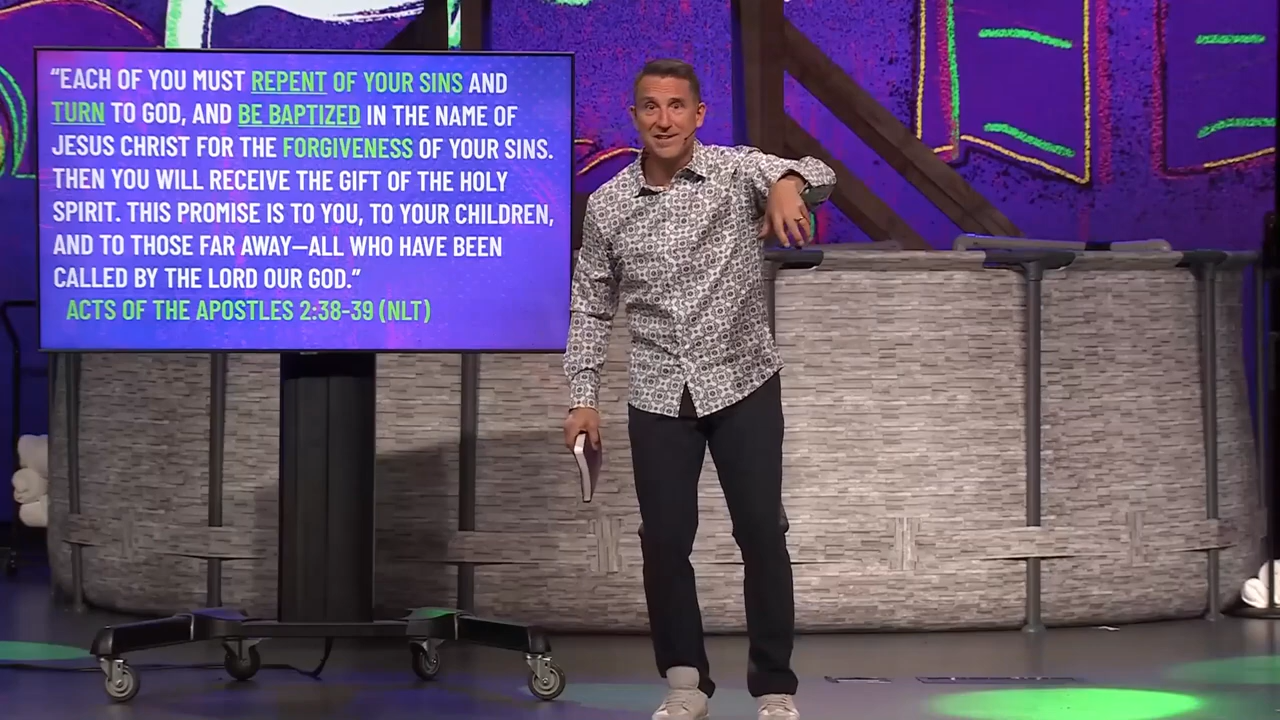 “EACH OF YOU MUST REPENT OF YOUR SINS AND
TURN TO GOD, AND BE BAPTIZED IN THE NAME OF
JESUS CHRIST FOR THE FORGIVENESS OF YOUR SINS.
THEN YOU WILL RECEIVE THE GIFT OF THE HOLY
SPIRIT. THIS PROMISE IS TO YOU, TO YOUR CHILDREN,
AND TO THOSE FAR AWAY—ALL WHO HAVE BEEN
CALLED BY THE LORD OUR GOD.”
ACTS OF THE APOSTLES 2:38-39 (NLT)